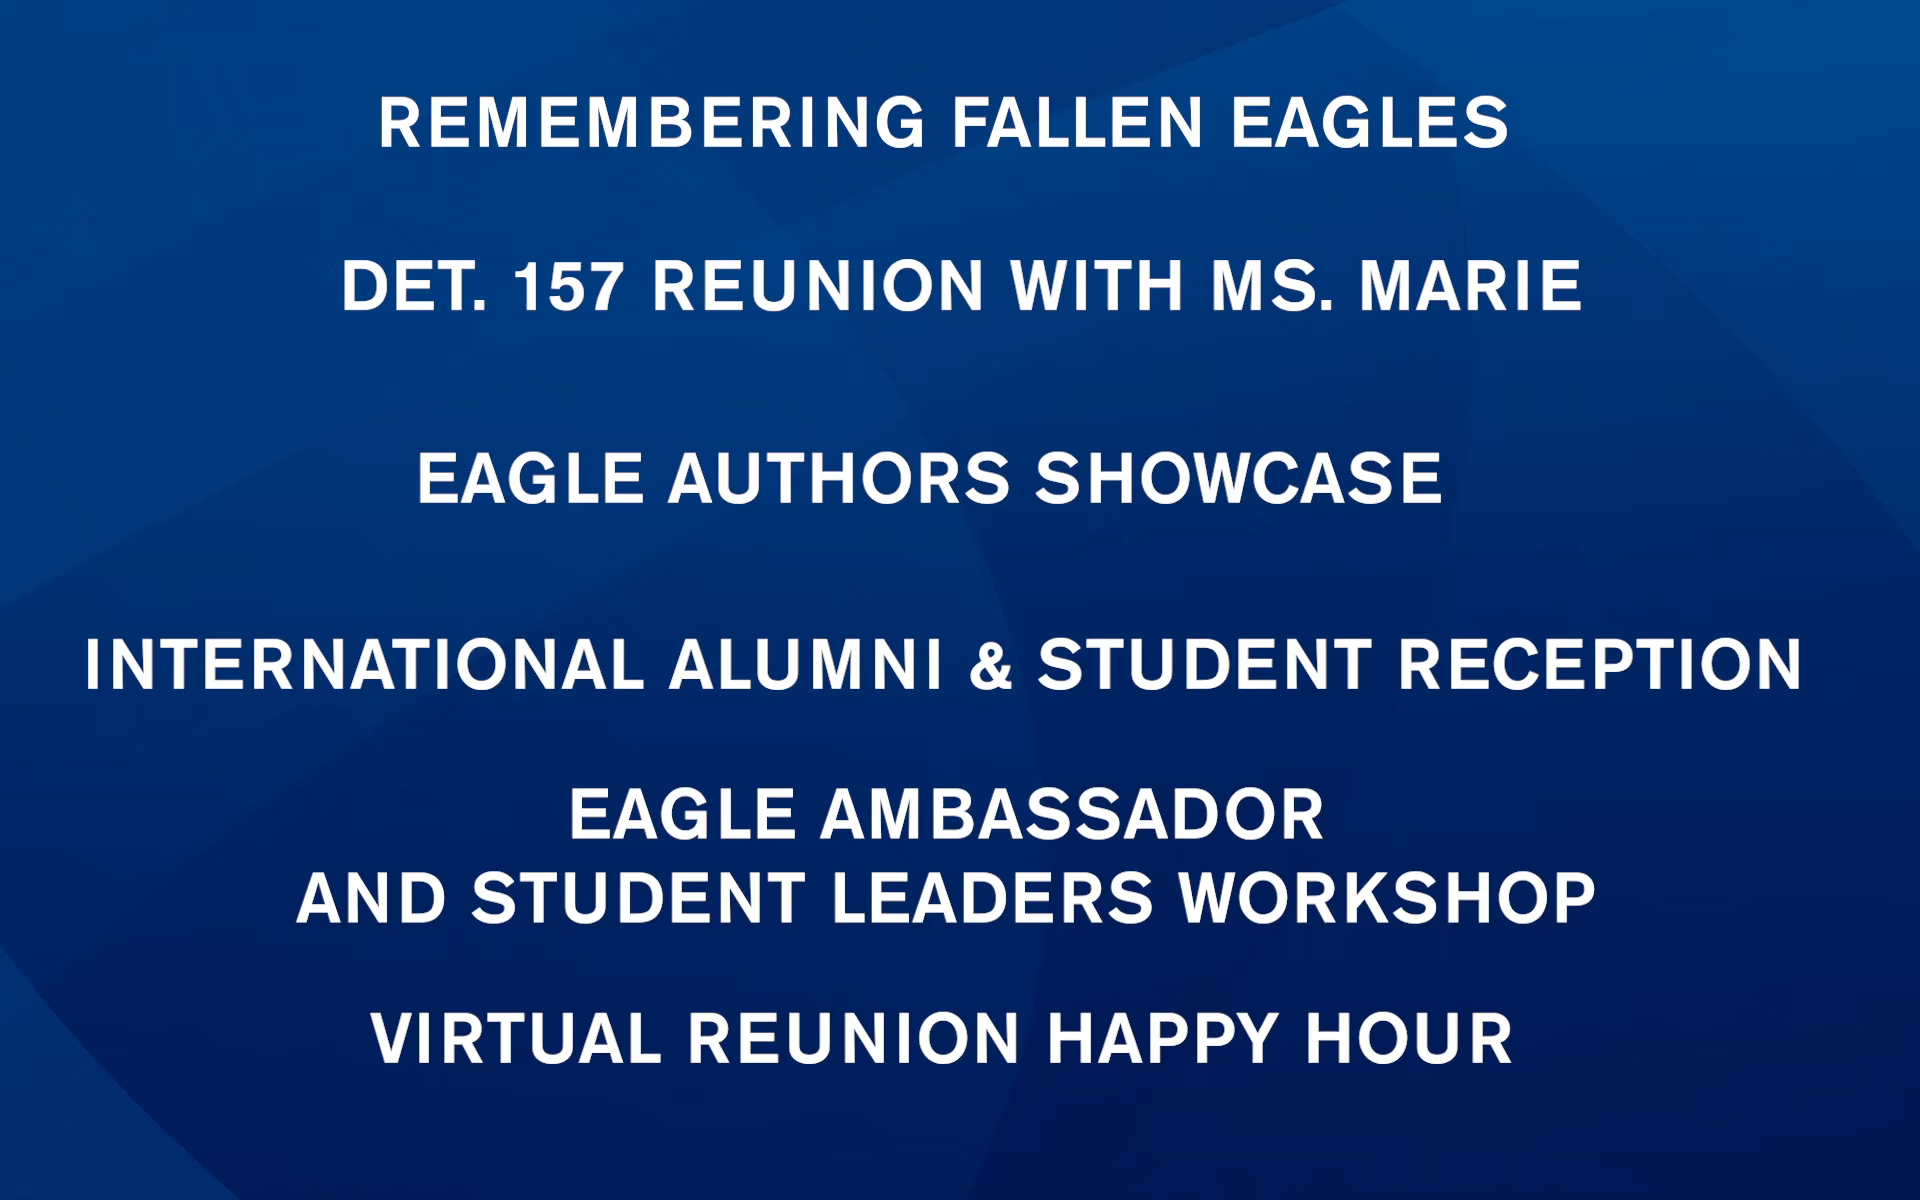 REMEMBERING FALLEN EAGLES
DET. 157 REUNION WITH MS. MARIE
EAGLE AUTHORS SHOWCASE
INTERNATIONAL ALUMNI & STUDENT RECEPTION
EAGLE AMBASSADOR
AND STUDENT LEADERS WORKSHOP
VIRTUAL REUNION HAPPY HOUR